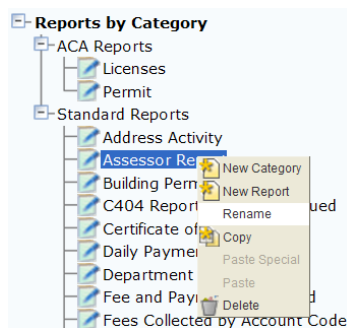 Reports by Category
ACA Reports
Licenses
Permit
Standard Reports
Address Activity
Assessor Re
Building Perm
C404 Report ued
Certificate of
Daily Payme
Department
Fee and Pay d
Fees Collected by Account Code
New Category
New Report
Rename
Copy
Paste Special
Paste
Delete